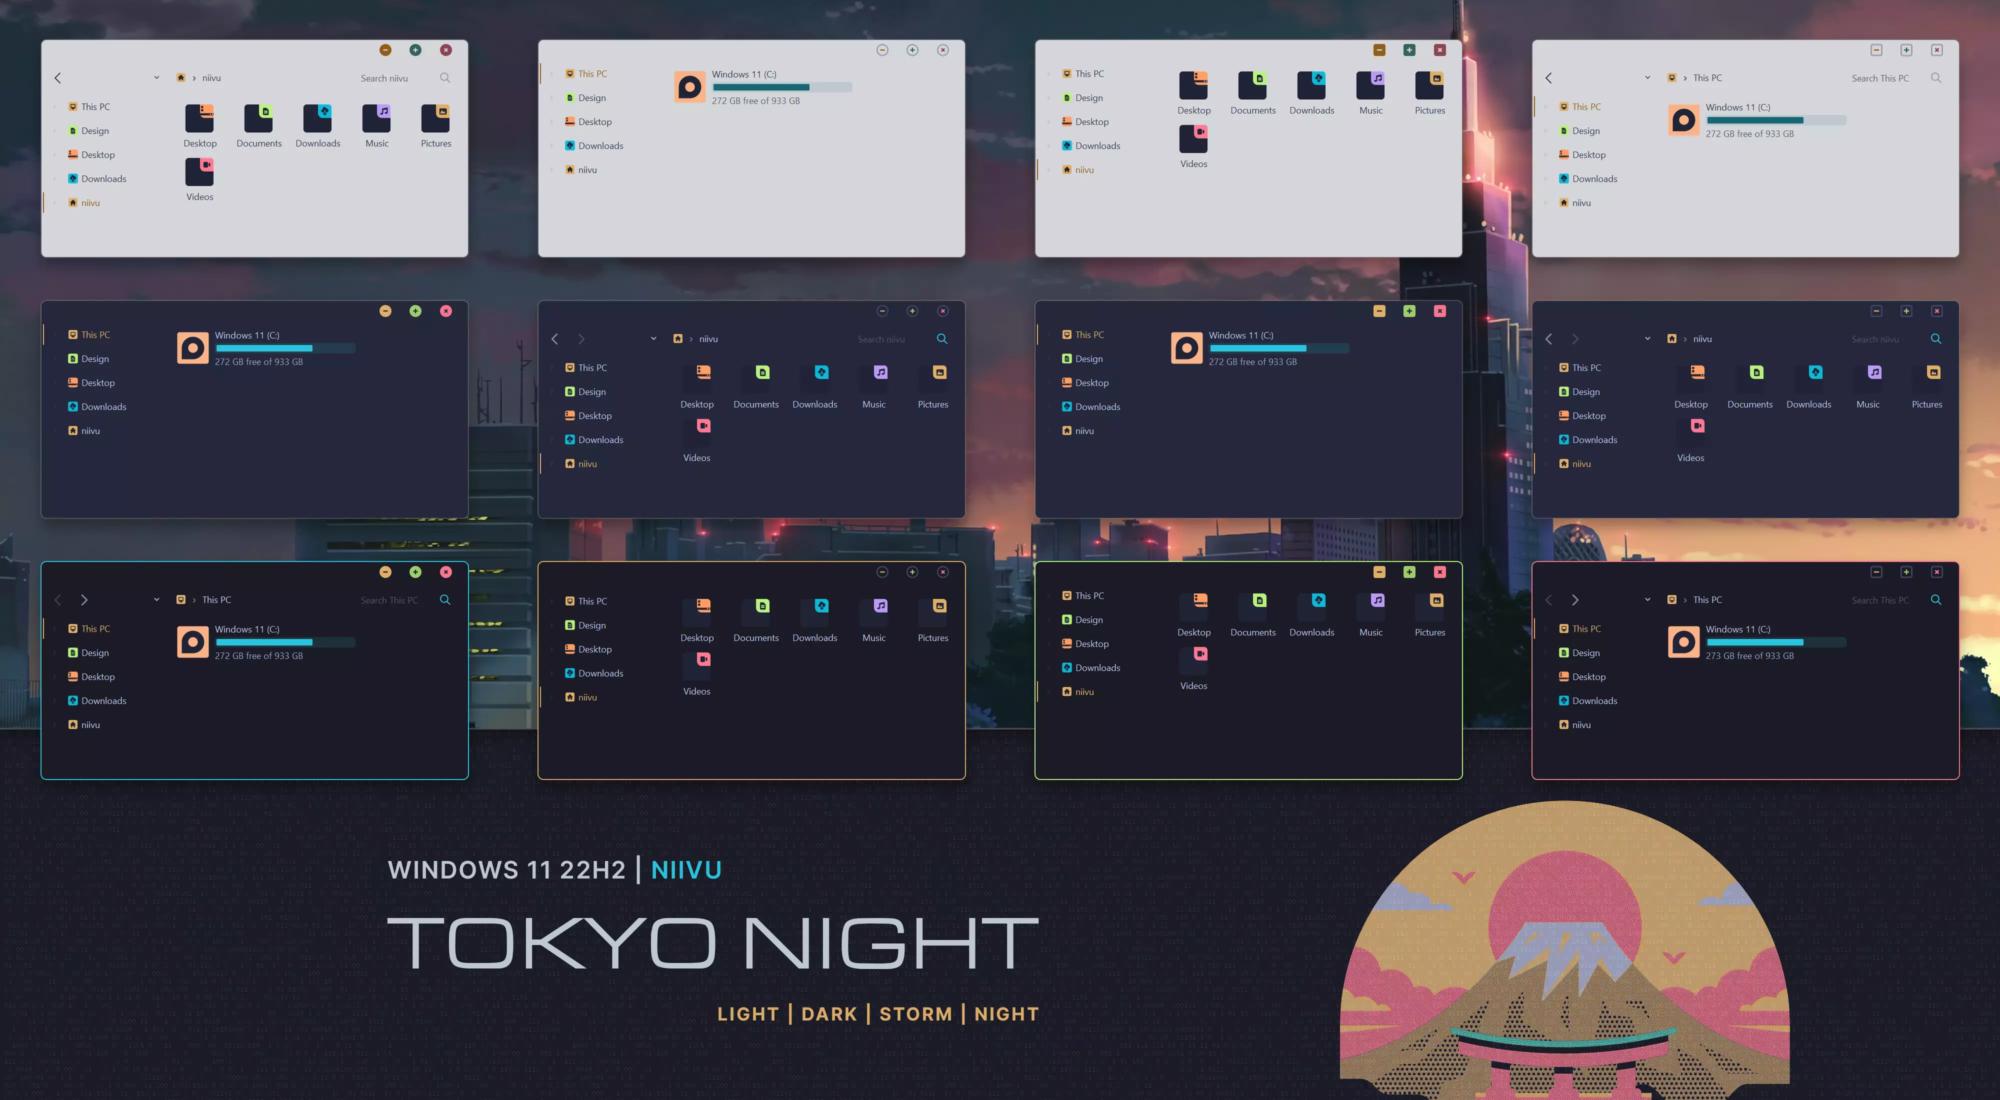 niivu
Search niivu
This PC
Design
Desktop
Downloads
niivu
Desktop
Documents
Downloads
Music
Pictures
Videos
This PC
Design
Desktop
Downloads
niivu
Windows 11 (C:)
272 GB free of 933 GB
This PC
Design
Desktop
Downloads
niivu
Desktop
Documents
Downloads
Music
Pictures
Videos
This PC
Search This PC
This PC
Design
Desktop
Downloads
niivu
Windows 11 (C:)
272 GB free of 933 GB
This PC
Design
Desktop
Downloads
niivu
Windows 11 (C:)
272 GB free of 933 GB
niivu
Search niivu
This PC
Design
Desktop
Downloads
niivu
Desktop
Documents
Downloads
Music
Pictures
Videos
This PC
Design
Desktop
Downloads
niivu
Windows 11 (C:)
272 GB free of 933 GB
niivu
Search niivu
This PC
Design
Desktop
Downloads
niivu
Desktop
Documents
Downloads
Music
Pictures
Videos
This PC
Search This PC
This PC
Design
Desktop
Downloads
niivu
Windows 11 (C:)
272 GB free of 933 GB
This PC
Design
Desktop
Downloads
niivu
Desktop
Documents
Downloads
Music
Pictures
Videos
This PC
Design
Desktop
Downloads
niivu
Desktop
Documents
Downloads
Music
Pictures
Videos
This PC
Search This PC
This PC
Design
Desktop
Downloads
niivu
Windows 11 (C:)
273 GB free of 933 GB
WINDOWS 11 22H2 | NIIVU
TOKYO NIGHT
LIGHT | DARK | STORM | NIGHT